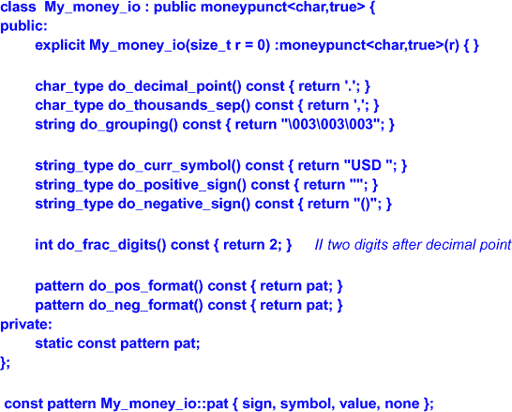 class  My_money_io : public moneypunct<char,true> {
public:
explicit My_money_io(size_t r = 0) :moneypunct<char,true>(r) { }
char_type do_decimal_point() const { return '.'; }
char_type do_thousands_sep() const { return ','; }
string do_grouping() const { return "\003\003\003"; }
string_type do_curr_symbol() const { return "USD "; }
string_type do_positive_sign() const { return ""; }
string_type do_negative_sign() const { return "()"; }
int do_frac_digits() const { return 2; }     // two digits after decimal point
pattern do_pos_format() const { return pat; }
pattern do_neg_format() const { return pat; }
private:
static const pattern pat;
};
const pattern My_money_io::pat { sign, symbol, value, none };